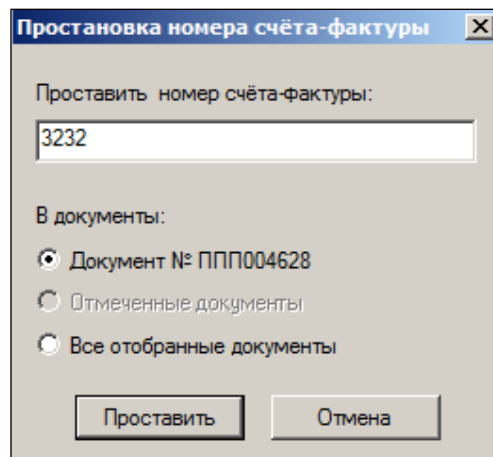 Простановка номера счёта-фактуры
Проставить номер счёта-фактуры:
3232
В документы:
Документ № ППП004628
Отмеченные документы
Все отобранные документы
Проставить Отмена